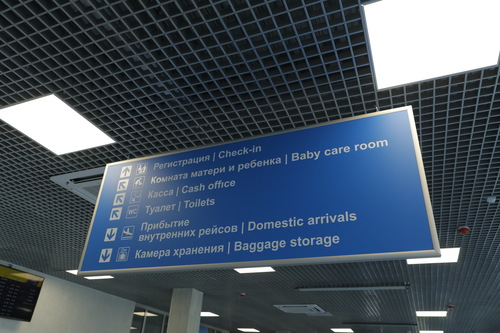 Регистрация | Check-in
Комната матери и ребенка | Baby care room
Касса | Cash office
WC Туалет | Toilets
Прибытие
внутренних рейсов | Domestic arrivals
Камера хранения | Baggage storage